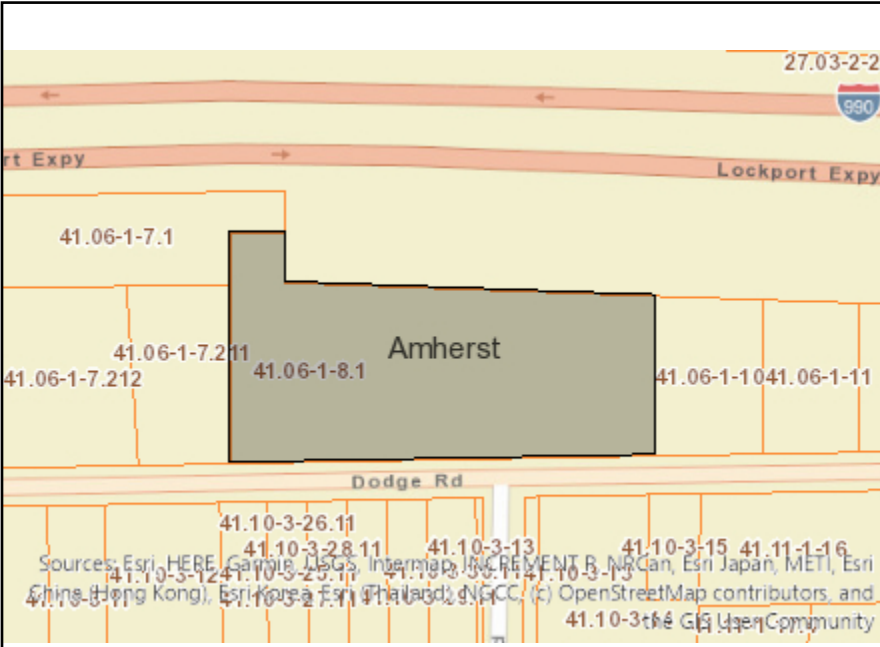 27.03-2-2
990
rt Expy
Lockport Expy
41.06-1-7.1
Amherst
41.06-1-7.211
41.06-1-8.1
41.06-1-7.212
41.06-1-10
41.06-1-11
Dodge Rd
41.10-3-26.11
41.10-3-28.11
41.10-3-13
41.10-3-15
41.11-1-16
Sources: Esri, HERE, Garmin, USGS, Intermap, INCREMENT P, NRCan, Esri Japan, METI, Esri
China (Hong Kong), Esri Korea, Esri (Thailand), NGCC, (c) OpenStreetMap contributors, and
the GIS User Community